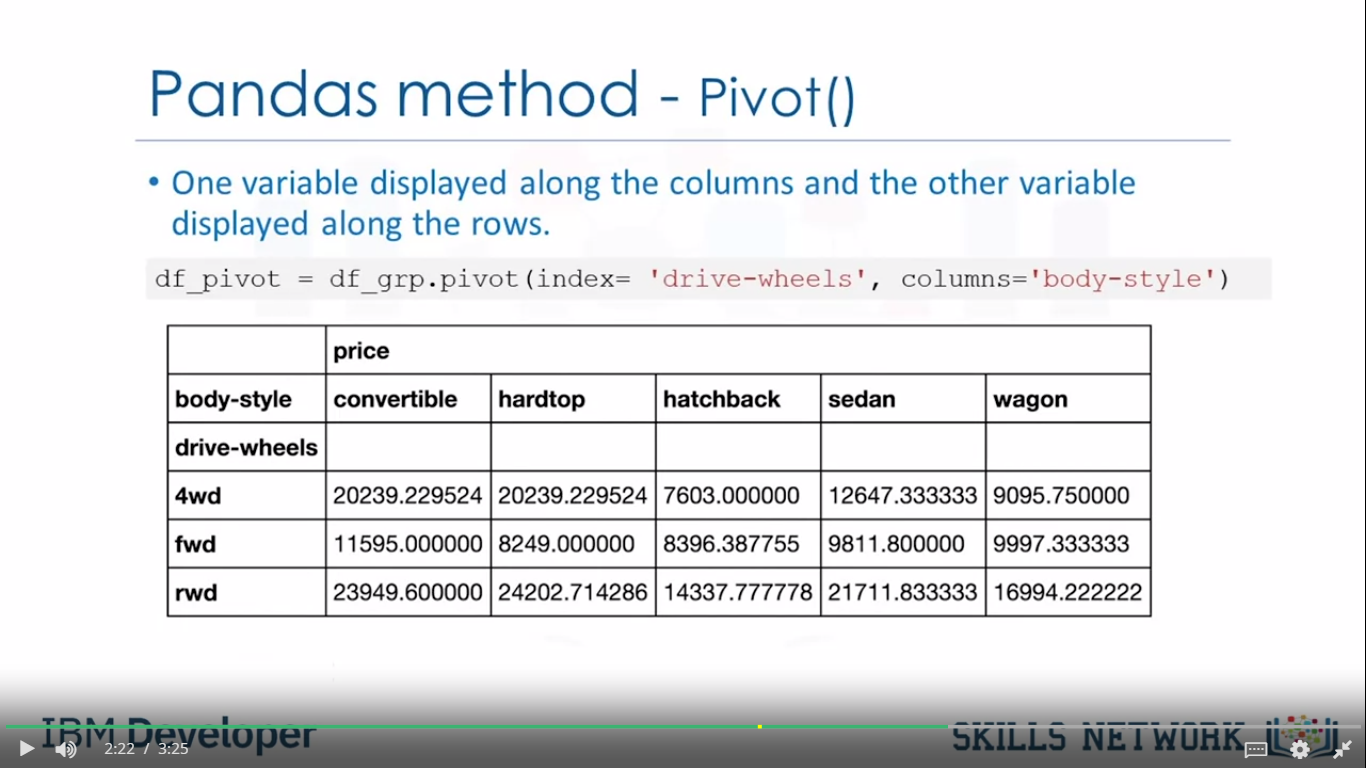 Pandas method - Pivot()
• One variable displayed along the columns and the other variable
displayed along the rows.
df_pivot = df_grp.pivot(index= 'drive-wheels', columns='body-style')
price
body-style convertible hardtop hatchback sedan wagon
drive-wheels
4wd 20239.229524 20239.229524 7603.000000 12647.333333 9095.750000
fwd 11595.000000 8249.000000 8396.387755 9811.800000 9997.333333
rwd 23949.600000 24202.714286 14337.777778 21711.833333 16994.222222
IBM Developer
SKILLS NETWORK
2:22 / 3:25